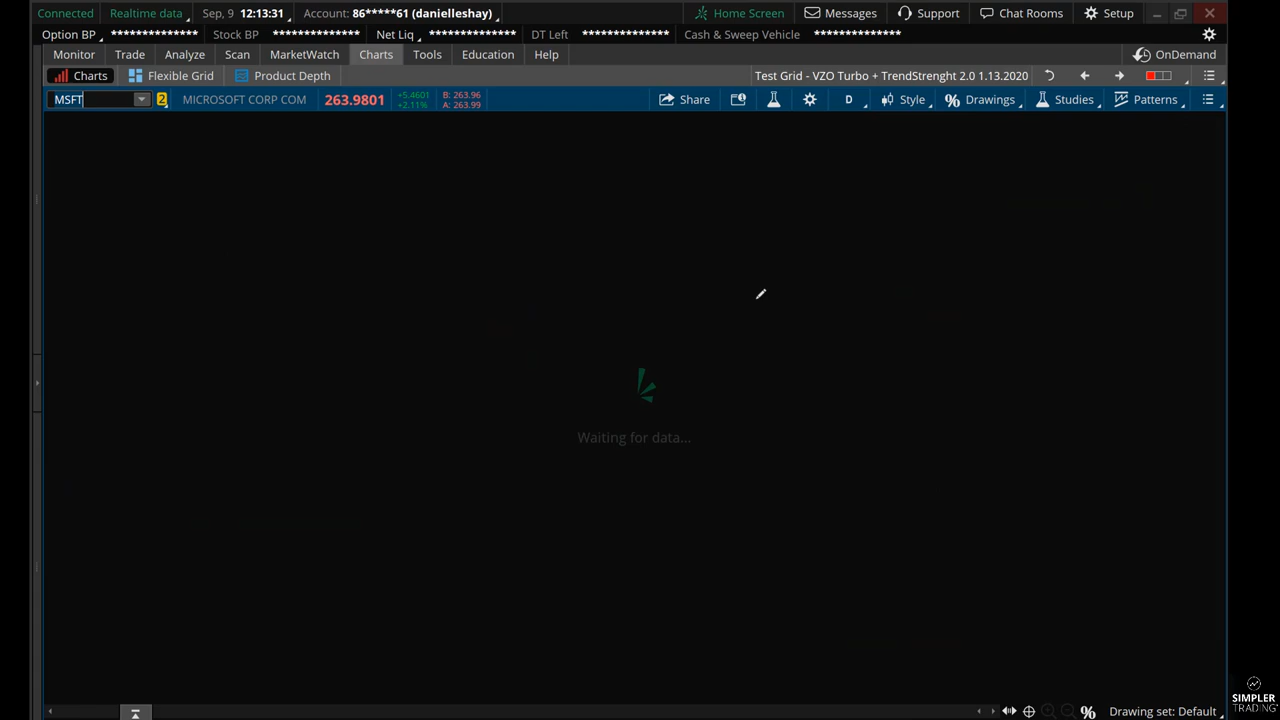 Connected Realtime data Sep, 9 12:13:31 Account: 86*****61 (danielleshay) Home Screen Messages Support Chat Rooms Setup
Option BP ************** Stock BP ************** Net Liq ************** DT Left ************** Cash & Sweep Vehicle **************
Monitor Trade Analyze Scan MarketWatch Charts Tools Education Help OnDemand
Charts Flexible Grid Product Depth Test Grid - VZO Turbo + TrendStrenght 2.0 1.13.2020
MSFT 2 MICROSOFT CORP COM 263.9801 +5.4601 B: 263.96 Share D Style Drawings Studies Patterns
+2.11% A: 263.99
Waiting for data...
Drawing set: Default
SIMPLER
TRADING